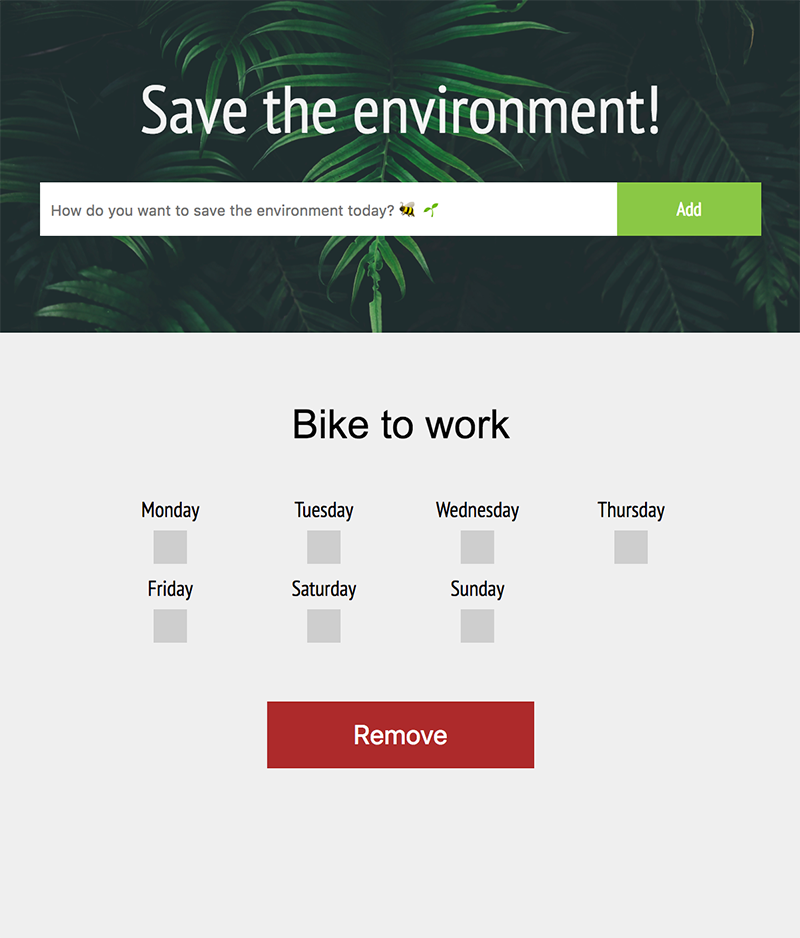 Save the environment!
How do you want to save the environment today? 🐝 🌱 Add
Bike to work
Monday Tuesday Wednesday Thursday
Friday Saturday Sunday
Remove